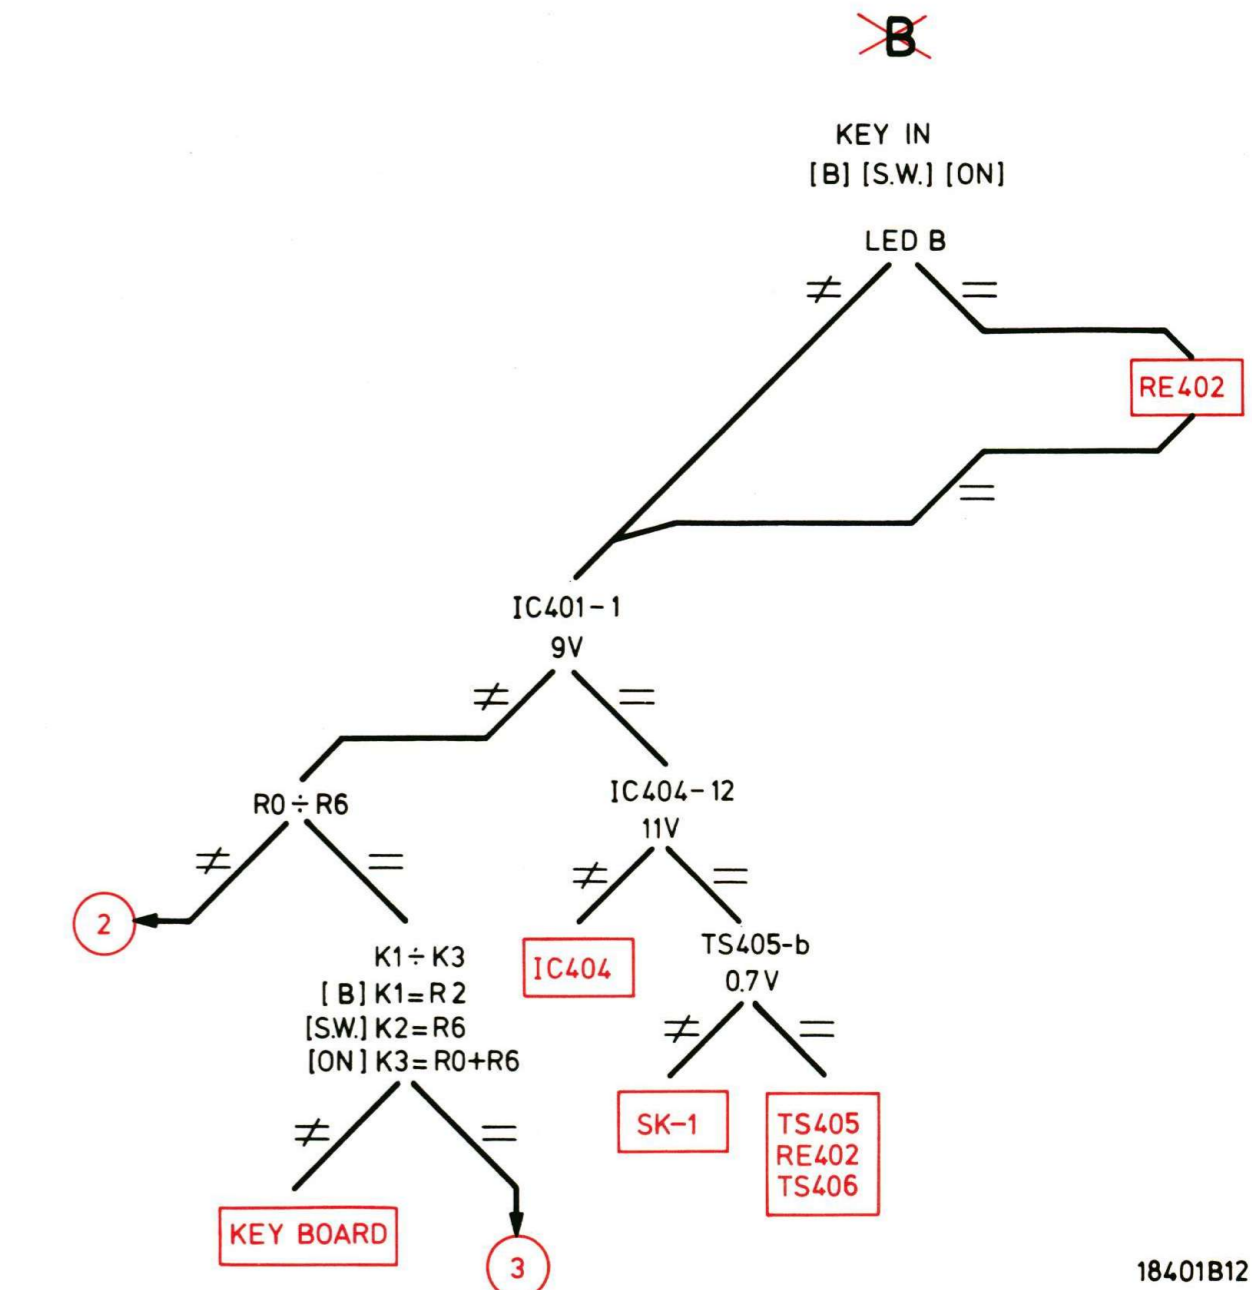 B
KEY IN
[B] [S.W.] [ON]
LED B
≠ =
RE402
=
IC401-1
9V
≠ =
R0÷R6
IC404-12
11V
≠ =
≠ =
2
K1÷K3
[B] K1=R2
[S.W.] K2=R6
[ON] K3=R0+R6
IC404
TS405-b
0.7V
≠ =
≠ =
SK-1
TS405
RE402
TS406
KEY BOARD
3
18401B12